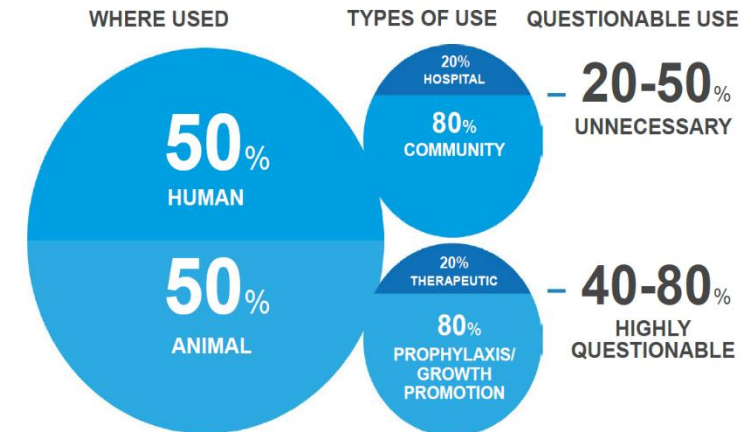 WHERE USED
TYPES OF USE
QUESTIONABLE USE
50%
HUMAN
50%
ANIMAL
20%
HOSPITAL
80%
COMMUNITY
20%
THERAPEUTIC
80%
PROPHYLAXIS/
GROWTH
PROMOTION
– 20-50%
UNNECESSARY
– 40-80%
HIGHLY
QUESTIONABLE